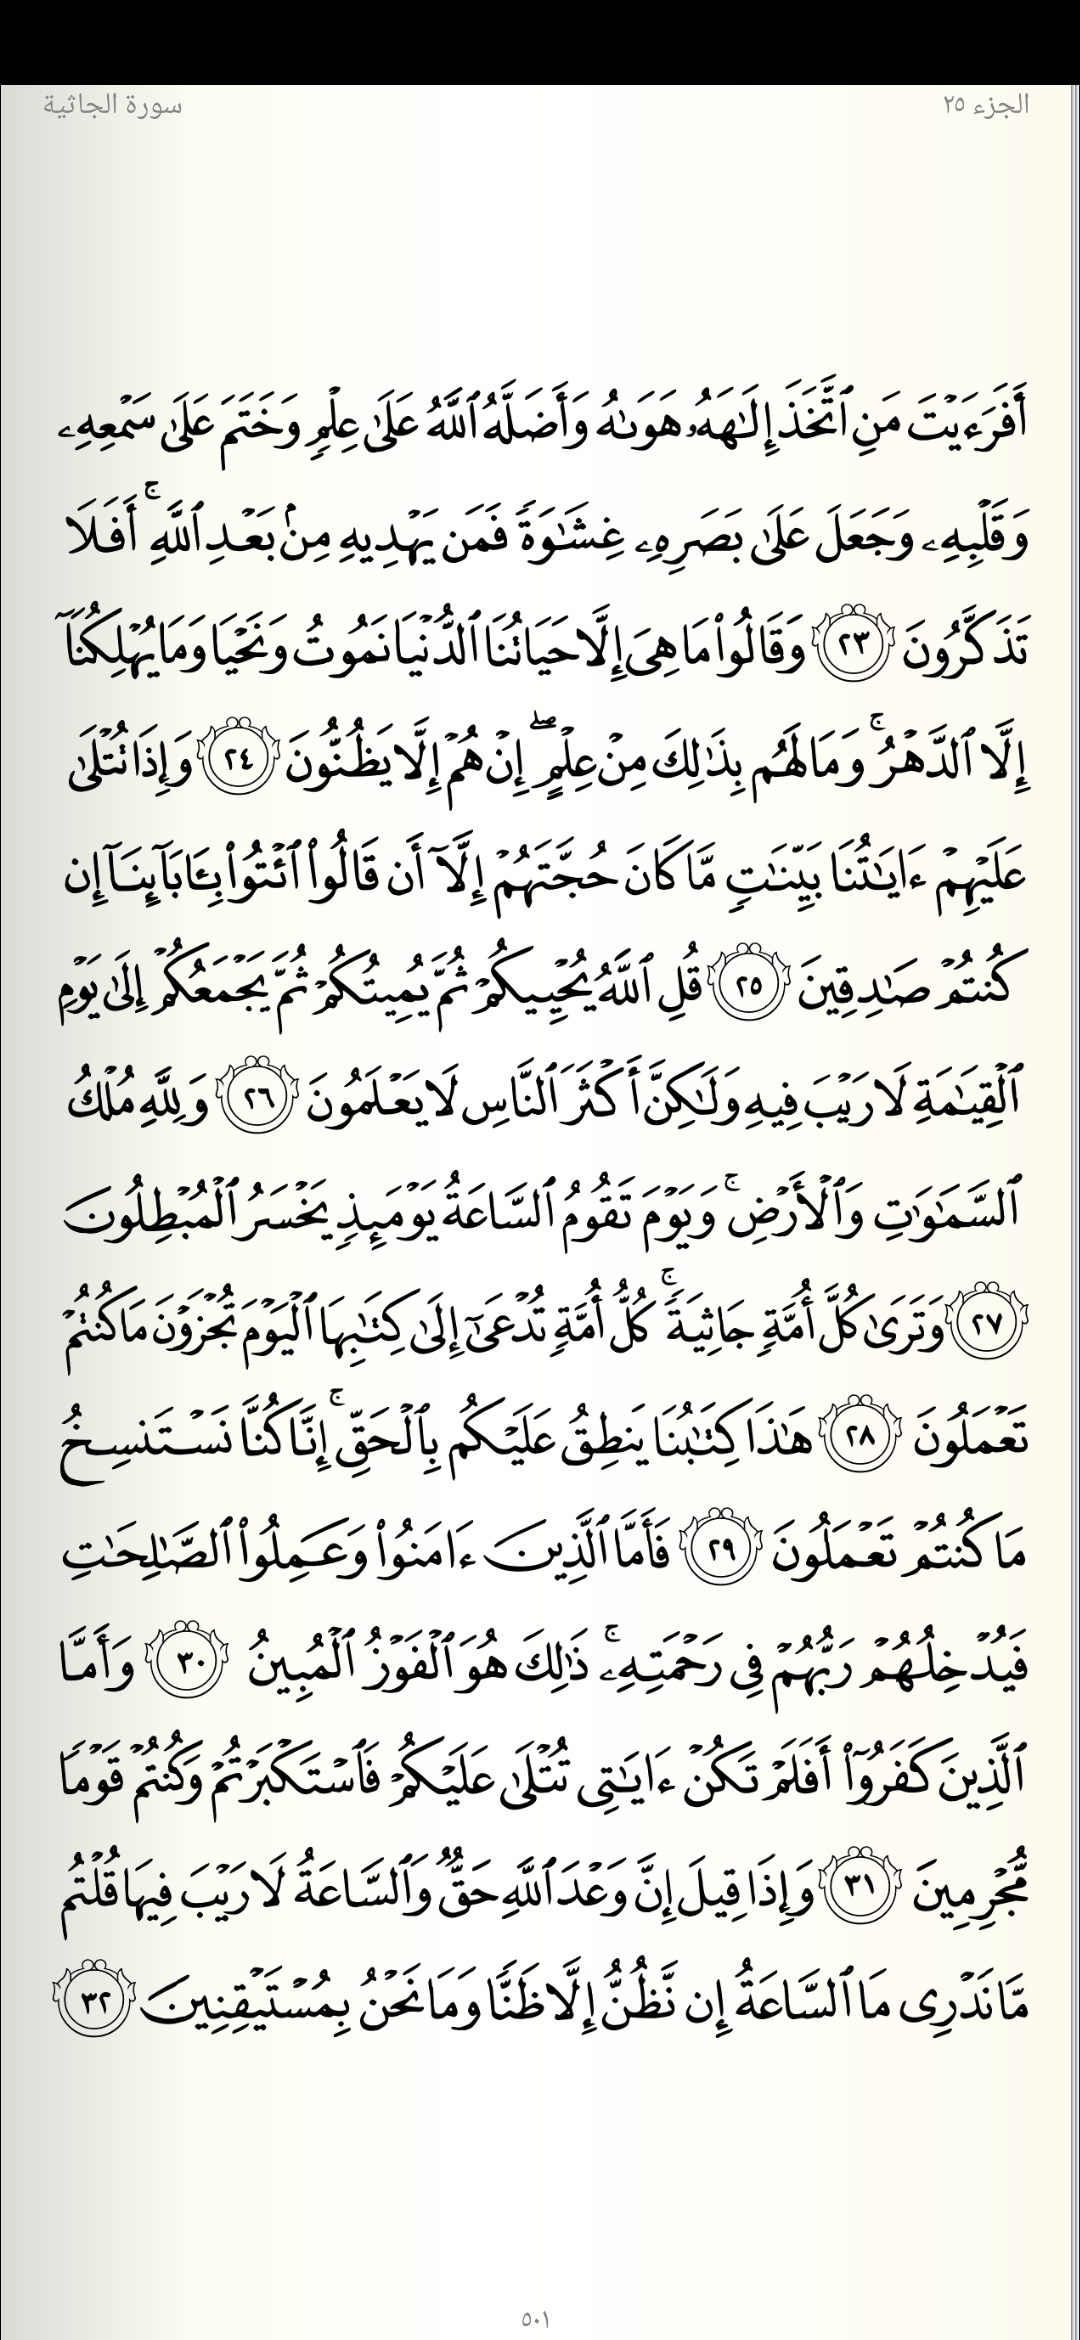 الجزء ٢٥
سورة الجاثية
أَفَرَءَيْتَ مَنِ ٱتَّخَذَ إِلَـٰهَهُۥ هَوَىٰهُ وَأَضَلَّهُ ٱللَّهُ عَلَىٰ عِلْمٍ وَخَتَمَ عَلَىٰ سَمْعِهِۦ
وَقَلْبِهِۦ وَجَعَلَ عَلَىٰ بَصَرِهِۦ غِشَـٰوَةً فَمَن يَهْدِيهِ مِنۢ بَعْدِ ٱللَّهِ ۚ أَفَلَا
تَذَكَّرُونَ ٢٣ وَقَالُوا۟ مَا هِىَ إِلَّا حَيَاتُنَا ٱلدُّنْيَا نَمُوتُ وَنَحْيَا وَمَا يُهْلِكُنَآ
إِلَّا ٱلدَّهْرُ ۚ وَمَا لَهُم بِذَٰلِكَ مِنْ عِلْمٍ ۖ إِنْ هُمْ إِلَّا يَظُنُّونَ ٢٤ وَإِذَا تُتْلَىٰ
عَلَيْهِمْ ءَايَـٰتُنَا بَيِّنَـٰتٍ مَّا كَانَ حُجَّتَهُمْ إِلَّآ أَن قَالُوا۟ ٱئْتُوا۟ بِـَٔابَآئِنَآ إِن
كُنتُمْ صَـٰدِقِينَ ٢٥ قُلِ ٱللَّهُ يُحْيِيكُمْ ثُمَّ يُمِيتُكُمْ ثُمَّ يَجْمَعُكُمْ إِلَىٰ يَوْمِ
ٱلْقِيَـٰمَةِ لَا رَيْبَ فِيهِ وَلَـٰكِنَّ أَكْثَرَ ٱلنَّاسِ لَا يَعْلَمُونَ ٢٦ وَلِلَّهِ مُلْكُ
ٱلسَّمَـٰوَٰتِ وَٱلْأَرْضِ ۚ وَيَوْمَ تَقُومُ ٱلسَّاعَةُ يَوْمَئِذٍ يَخْسَرُ ٱلْمُبْطِلُونَ
٢٧ وَتَرَىٰ كُلَّ أُمَّةٍ جَاثِيَةً ۚ كُلُّ أُمَّةٍ تُدْعَىٰٓ إِلَىٰ كِتَـٰبِهَا ٱلْيَوْمَ تُجْزَوْنَ مَا كُنتُمْ
تَعْمَلُونَ ٢٨ هَـٰذَا كِتَـٰبُنَا يَنطِقُ عَلَيْكُم بِٱلْحَقِّ ۚ إِنَّا كُنَّا نَسْتَنسِخُ
مَا كُنتُمْ تَعْمَلُونَ ٢٩ فَأَمَّا ٱلَّذِينَ ءَامَنُوا۟ وَعَمِلُوا۟ ٱلصَّـٰلِحَـٰتِ
فَيُدْخِلُهُمْ رَبُّهُمْ فِى رَحْمَتِهِۦ ۚ ذَٰلِكَ هُوَ ٱلْفَوْزُ ٱلْمُبِينُ ٣٠ وَأَمَّا
ٱلَّذِينَ كَفَرُوٓا۟ أَفَلَمْ تَكُنْ ءَايَـٰتِى تُتْلَىٰ عَلَيْكُمْ فَٱسْتَكْبَرْتُمْ وَكُنتُمْ قَوْمًا
مُّجْرِمِينَ ٣١ وَإِذَا قِيلَ إِنَّ وَعْدَ ٱللَّهِ حَقٌّ وَٱلسَّاعَةُ لَا رَيْبَ فِيهَا قُلْتُم
مَّا نَدْرِى مَا ٱلسَّاعَةُ إِن نَّظُنُّ إِلَّا ظَنًّا وَمَا نَحْنُ بِمُسْتَيْقِنِينَ ٣٢
٥٠١